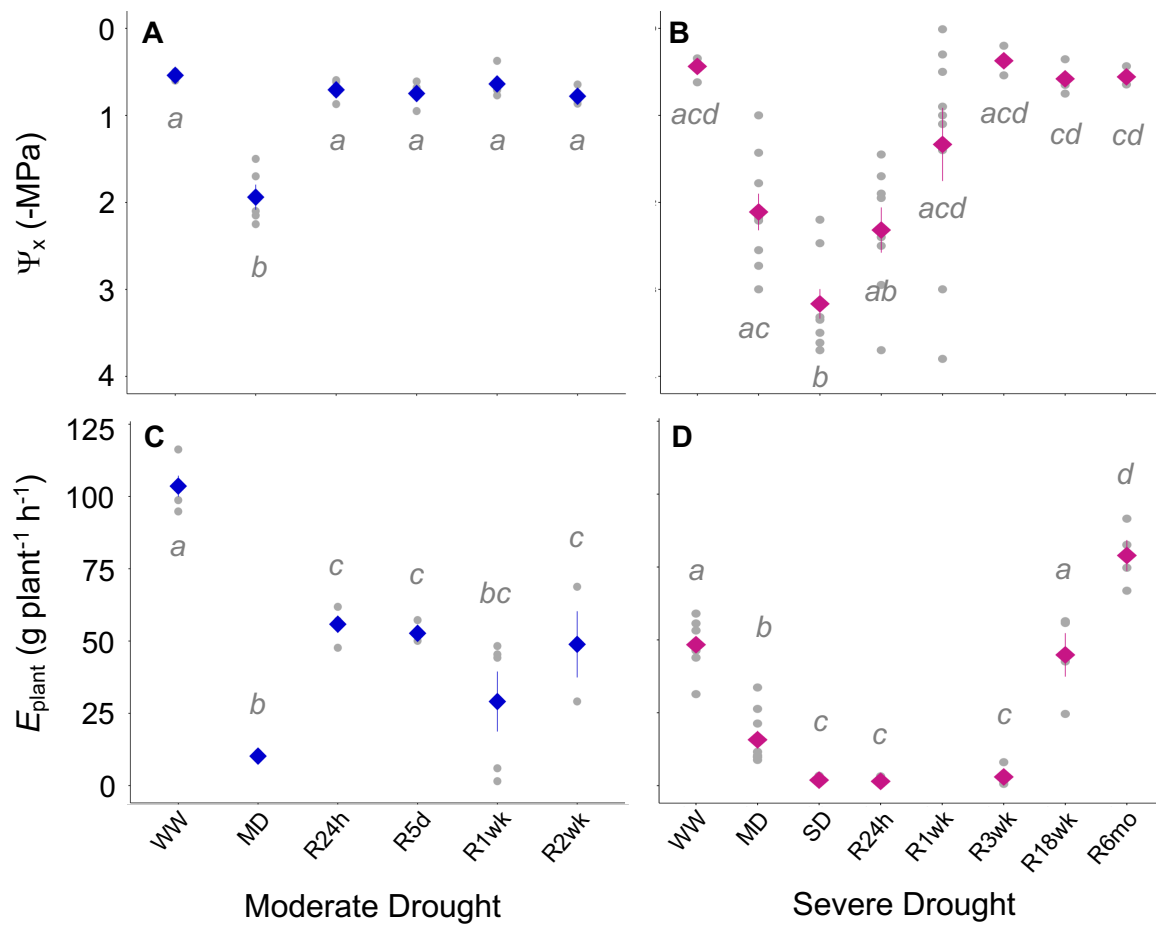 A
B
0
1
2
3
4
Ψx (-MPa)
a
b
a
a
a
a
acd
ac
b
ab
acd
acd
cd
cd
C
D
125
100
75
50
25
0
Eplant (g plant-1 h-1)
a
b
c
c
bc
c
a
b
c
c
c
a
d
WW
MD
R24h
R5d
R1wk
R2wk
WW
MD
SD
R24h
R1wk
R3wk
R18wk
R6mo
Moderate Drought
Severe Drought